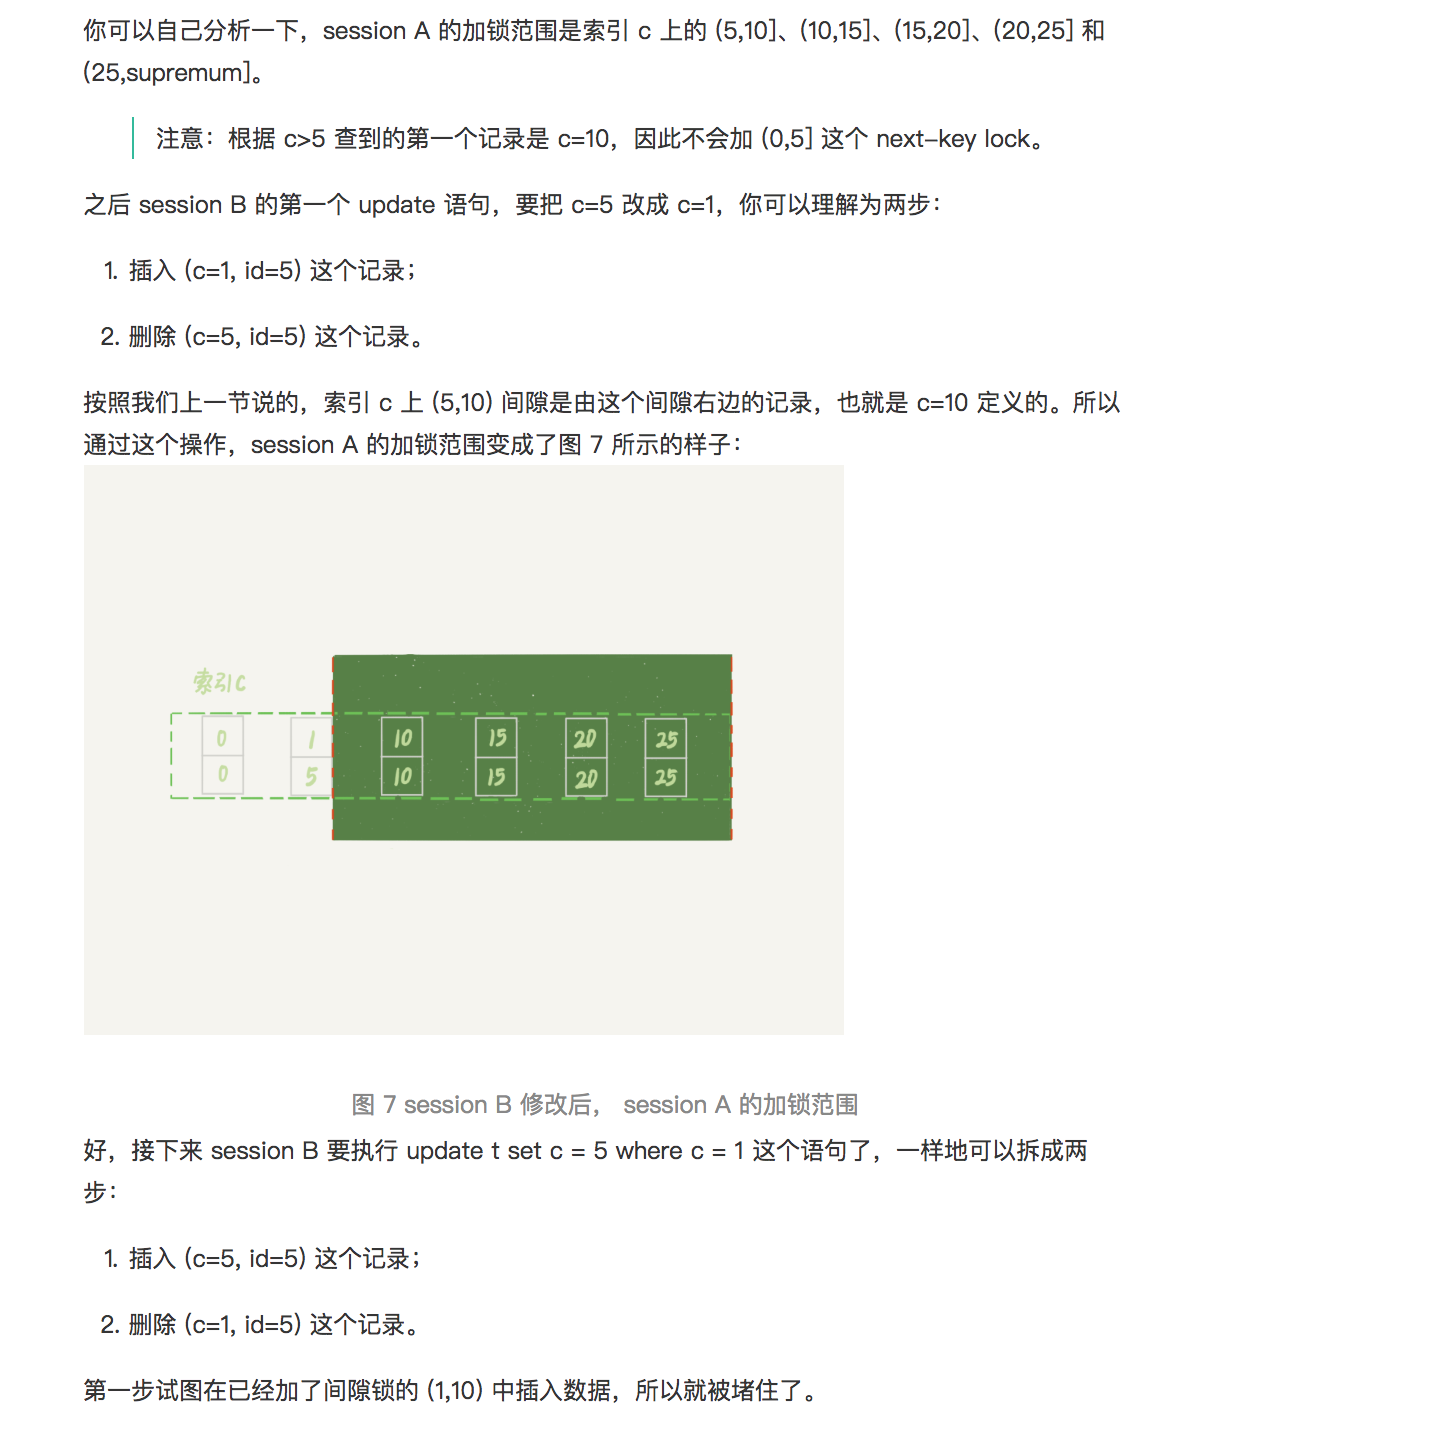 你可以自己分析一下，session A 的加锁范围是索引 c 上的 (5,10]、(10,15]、(15,20]、(20,25] 和
(25,supremum]。
注意：根据 c>5 查到的第一个记录是 c=10，因此不会加 (0,5] 这个 next-key lock。
之后 session B 的第一个 update 语句，要把 c=5 改成 c=1，你可以理解为两步：
1. 插入 (c=1, id=5) 这个记录；
2. 删除 (c=5, id=5) 这个记录。
按照我们上一节说的，索引 c 上 (5,10) 间隙是由这个间隙右边的记录，也就是 c=10 定义的。所以
通过这个操作，session A 的加锁范围变成了图 7 所示的样子：
索引c
0 1 10 15 20 25
0 5 10 15 20 25
图 7 session B 修改后， session A 的加锁范围
好，接下来 session B 要执行 update t set c = 5 where c = 1 这个语句了，一样地可以拆成两
步：
1. 插入 (c=5, id=5) 这个记录；
2. 删除 (c=1, id=5) 这个记录。
第一步试图在已经加了间隙锁的 (1,10) 中插入数据，所以就被堵住了。